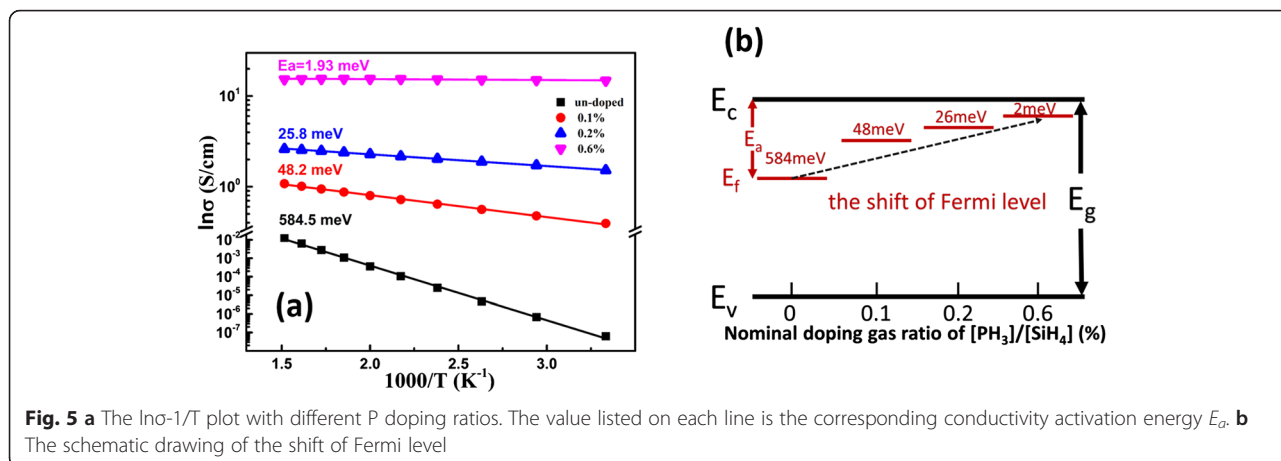 (a)
Ea=1.93 meV
25.8 meV
48.2 meV
584.5 meV
un-doped
0.1%
0.2%
0.6%
lnσ (S/cm)
10¹
10⁰
10⁻²
10⁻³
10⁻⁴
10⁻⁵
10⁻⁶
10⁻⁷
1.5 2.0 2.5 3.0
1000/T (K⁻¹)
(b)
E_c
E_a
E_f
584meV
48meV
26meV
2meV
the shift of Fermi level
E_g
E_v
0 0.1 0.2 0.6
Nominal doping gas ratio of [PH₃]/[SiH₄] (%)
Fig. 5 a The lnσ-1/T plot with different P doping ratios. The value listed on each line is the corresponding conductivity activation energy Eₐ. b
The schematic drawing of the shift of Fermi level